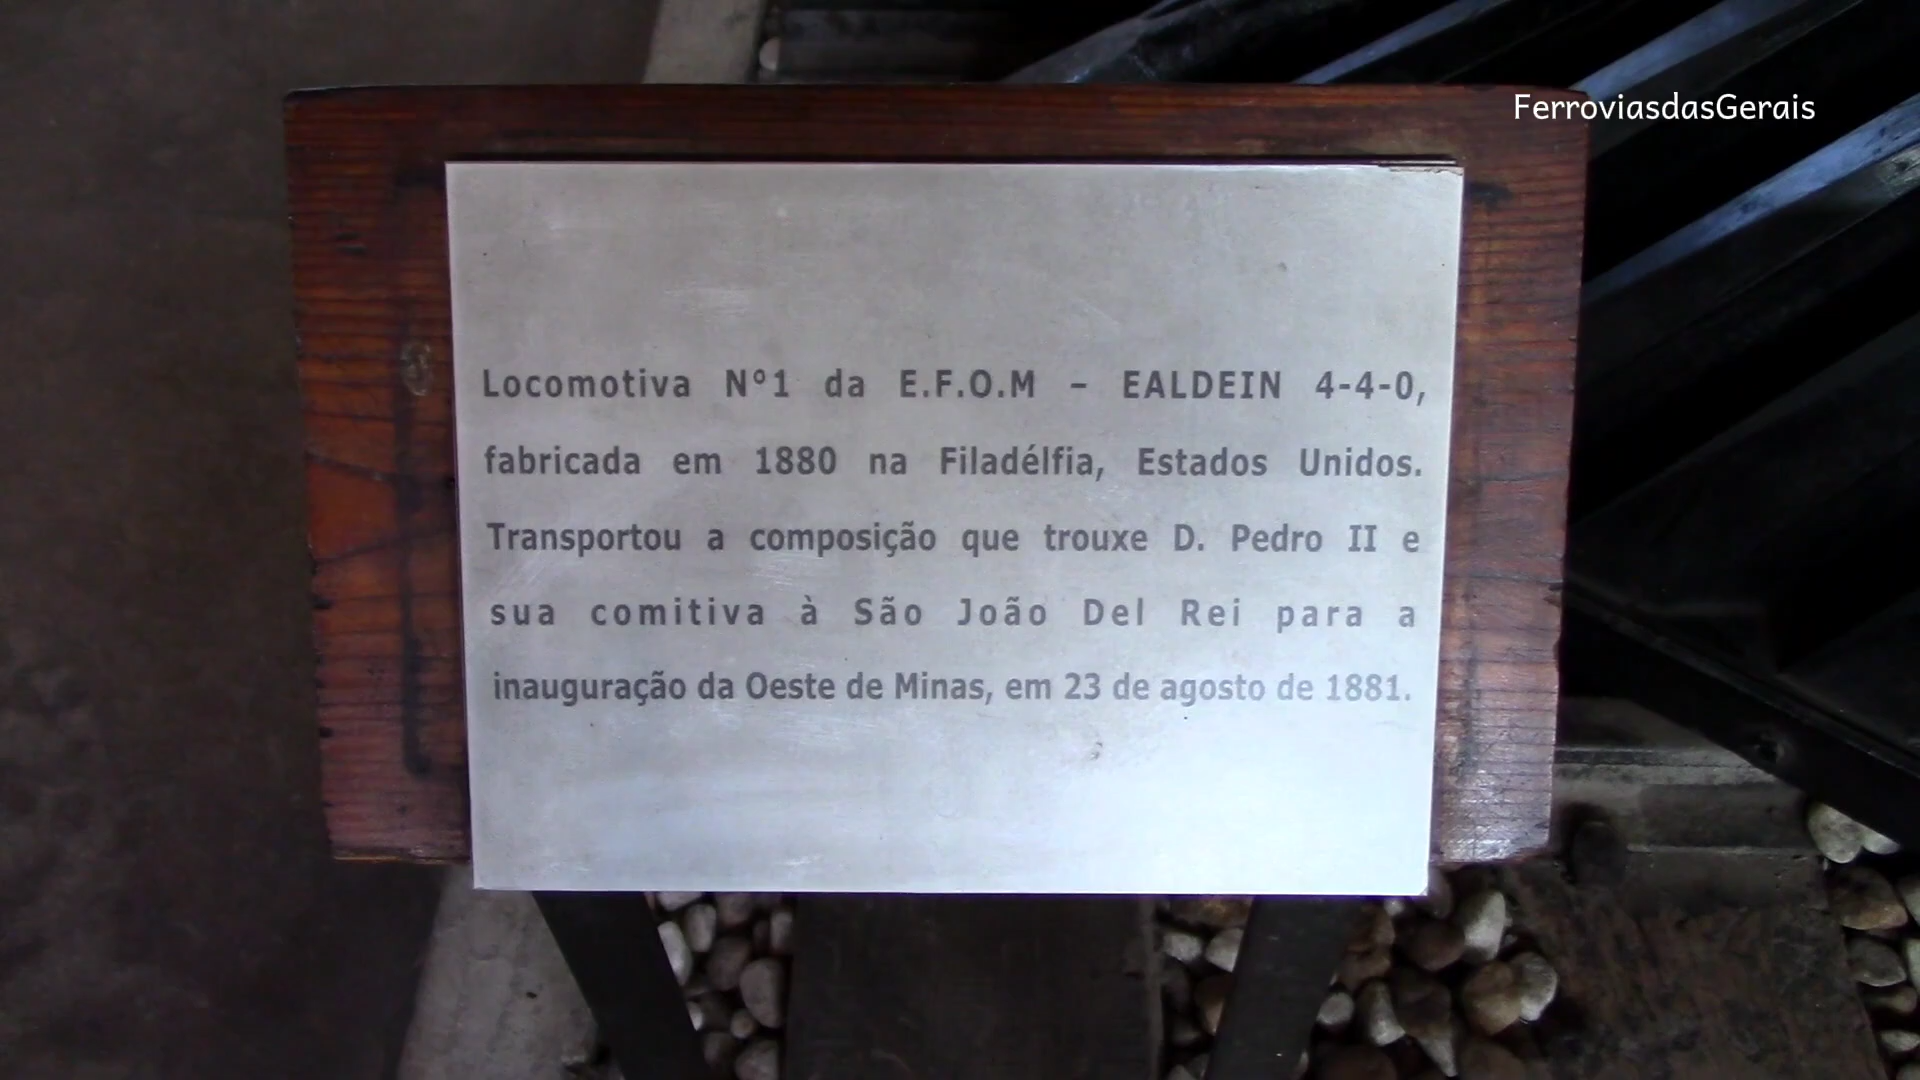 FerroviasdasGerais
Locomotiva Nº1 da E.F.O.M – EALDEIN 4-4-0,
fabricada em 1880 na Filadélfia, Estados Unidos.
Transportou a composição que trouxe D. Pedro II e
sua comitiva à São João Del Rei para a
inauguração da Oeste de Minas, em 23 de agosto de 1881.